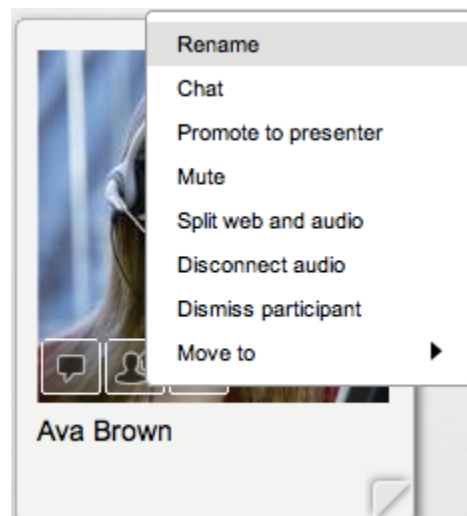 Rename
Chat
Promote to presenter
Mute
Split web and audio
Disconnect audio
Dismiss participant
Move to
Ava Brown